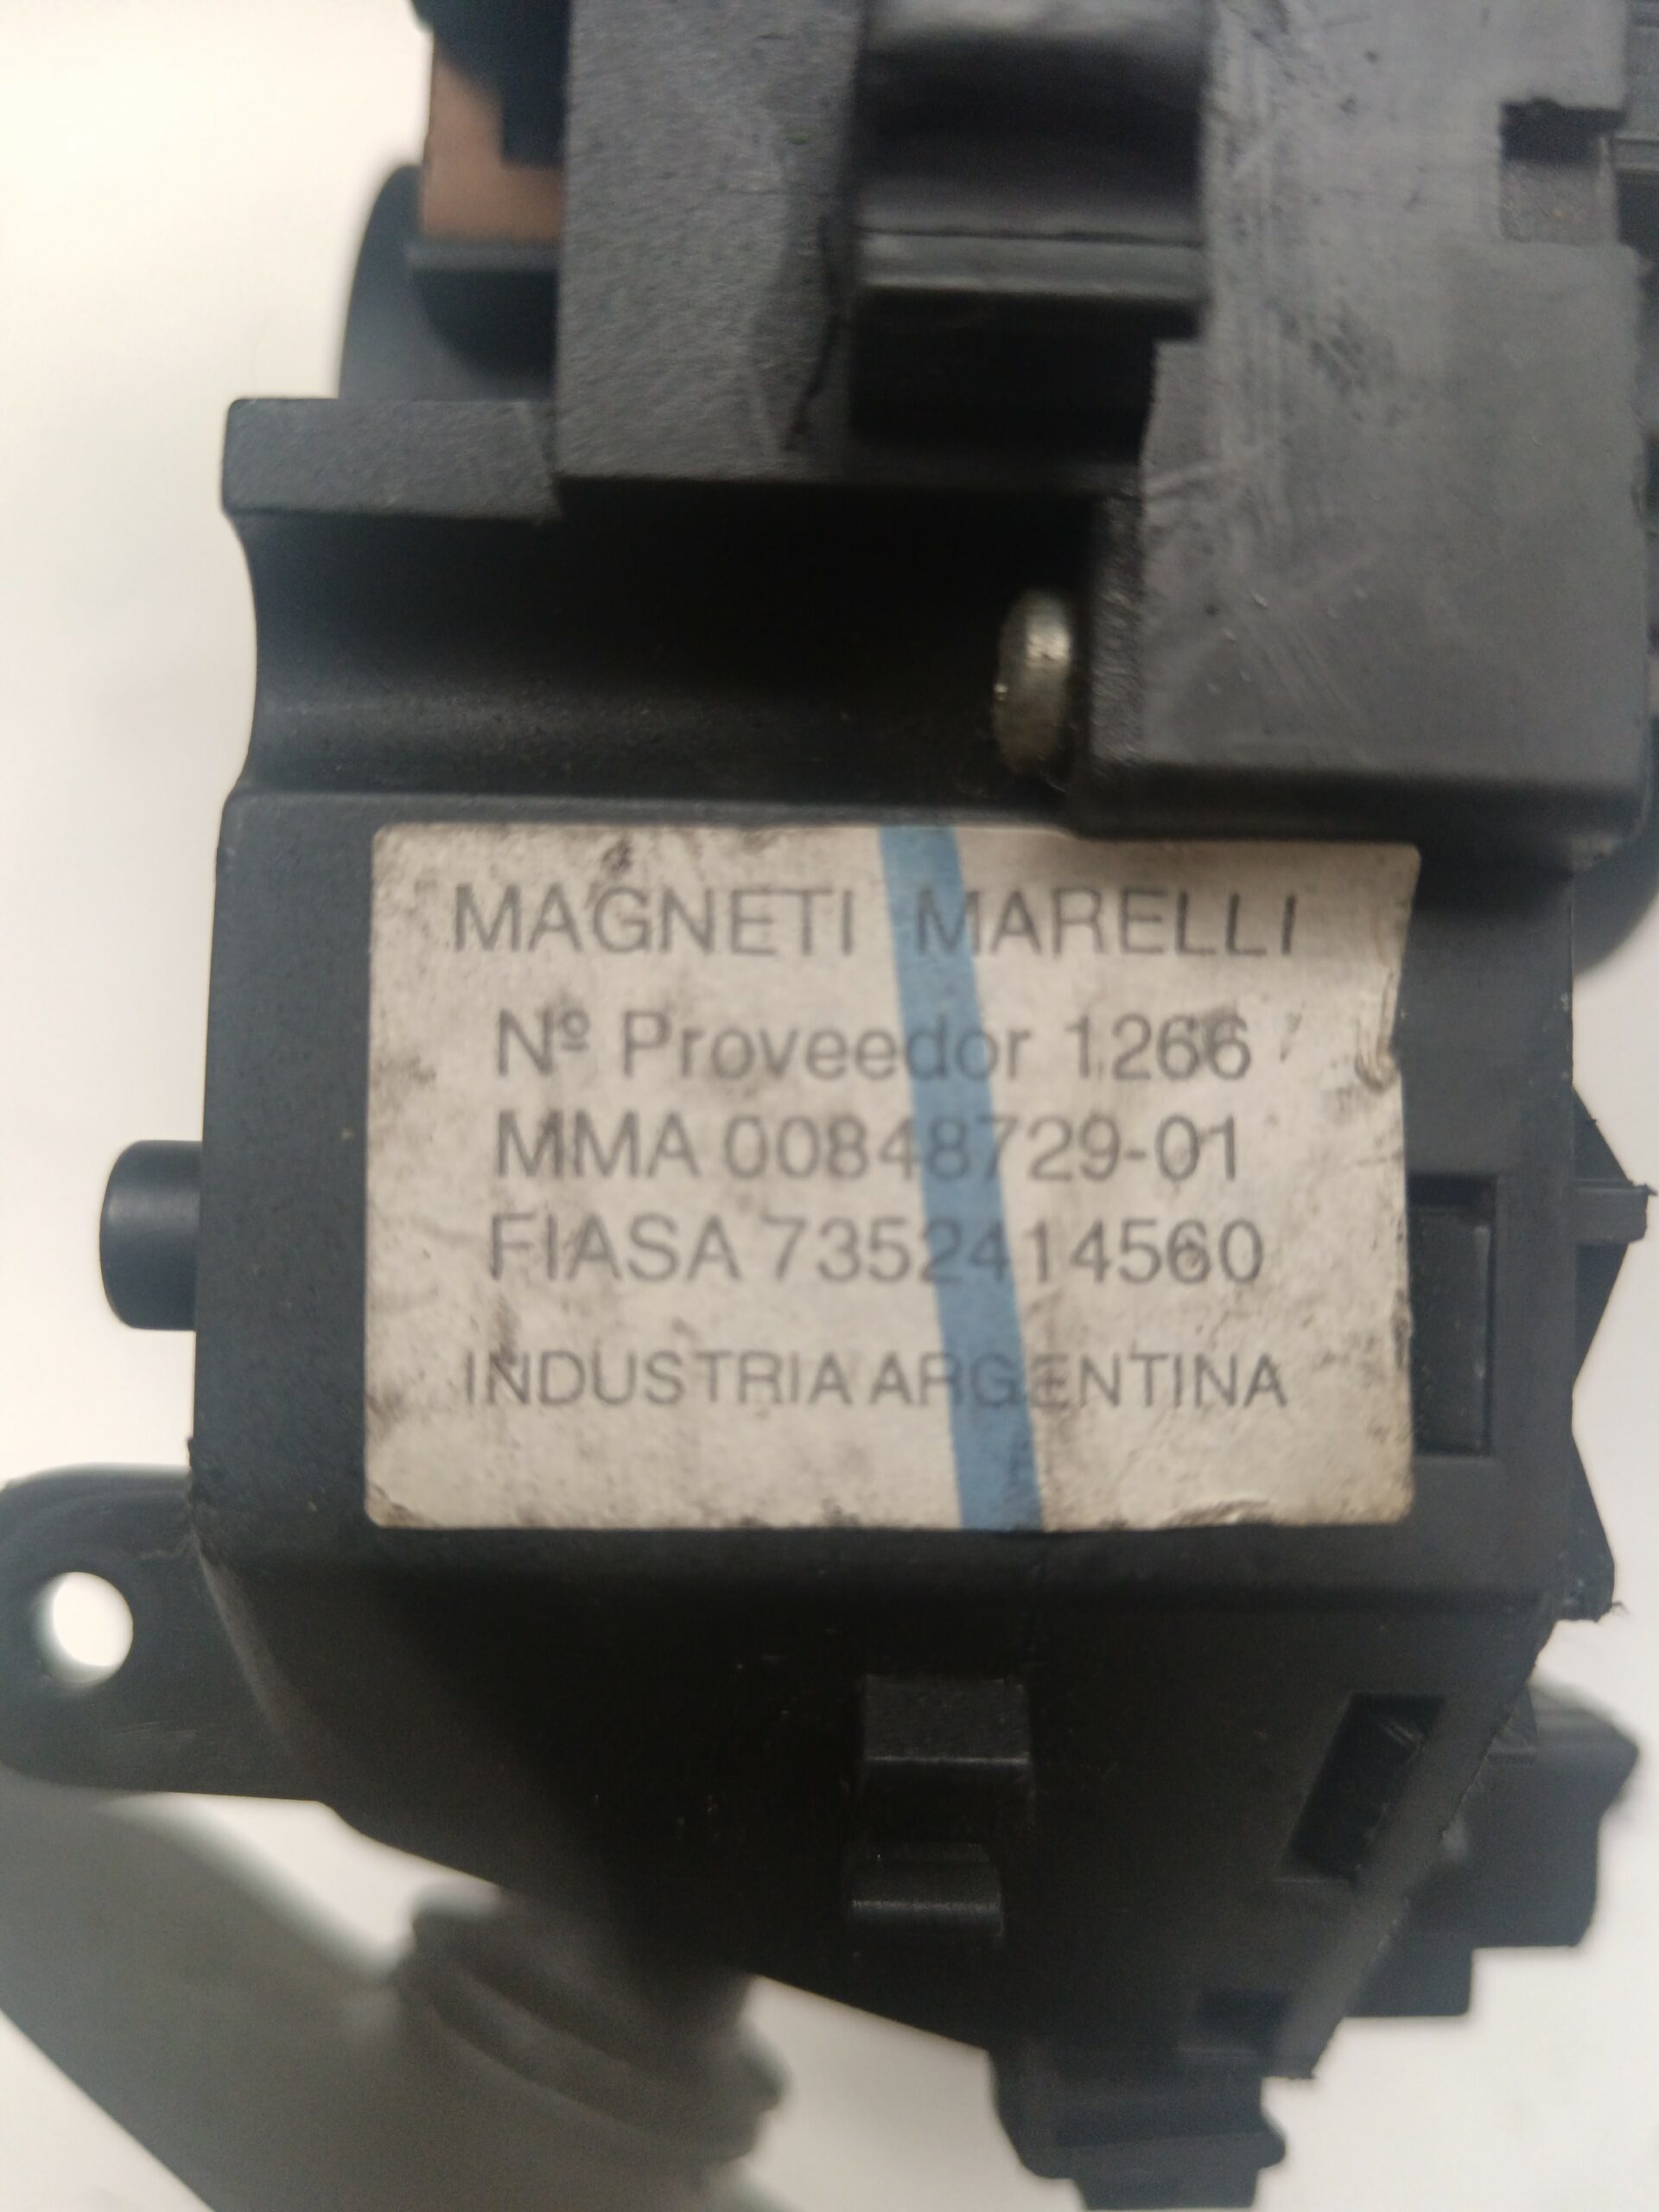 MAGNETI MARELLI
Nº Proveedor 1266
MMA 00848729-01
FIASA 7352414560
INDUSTRIA ARGENTINA